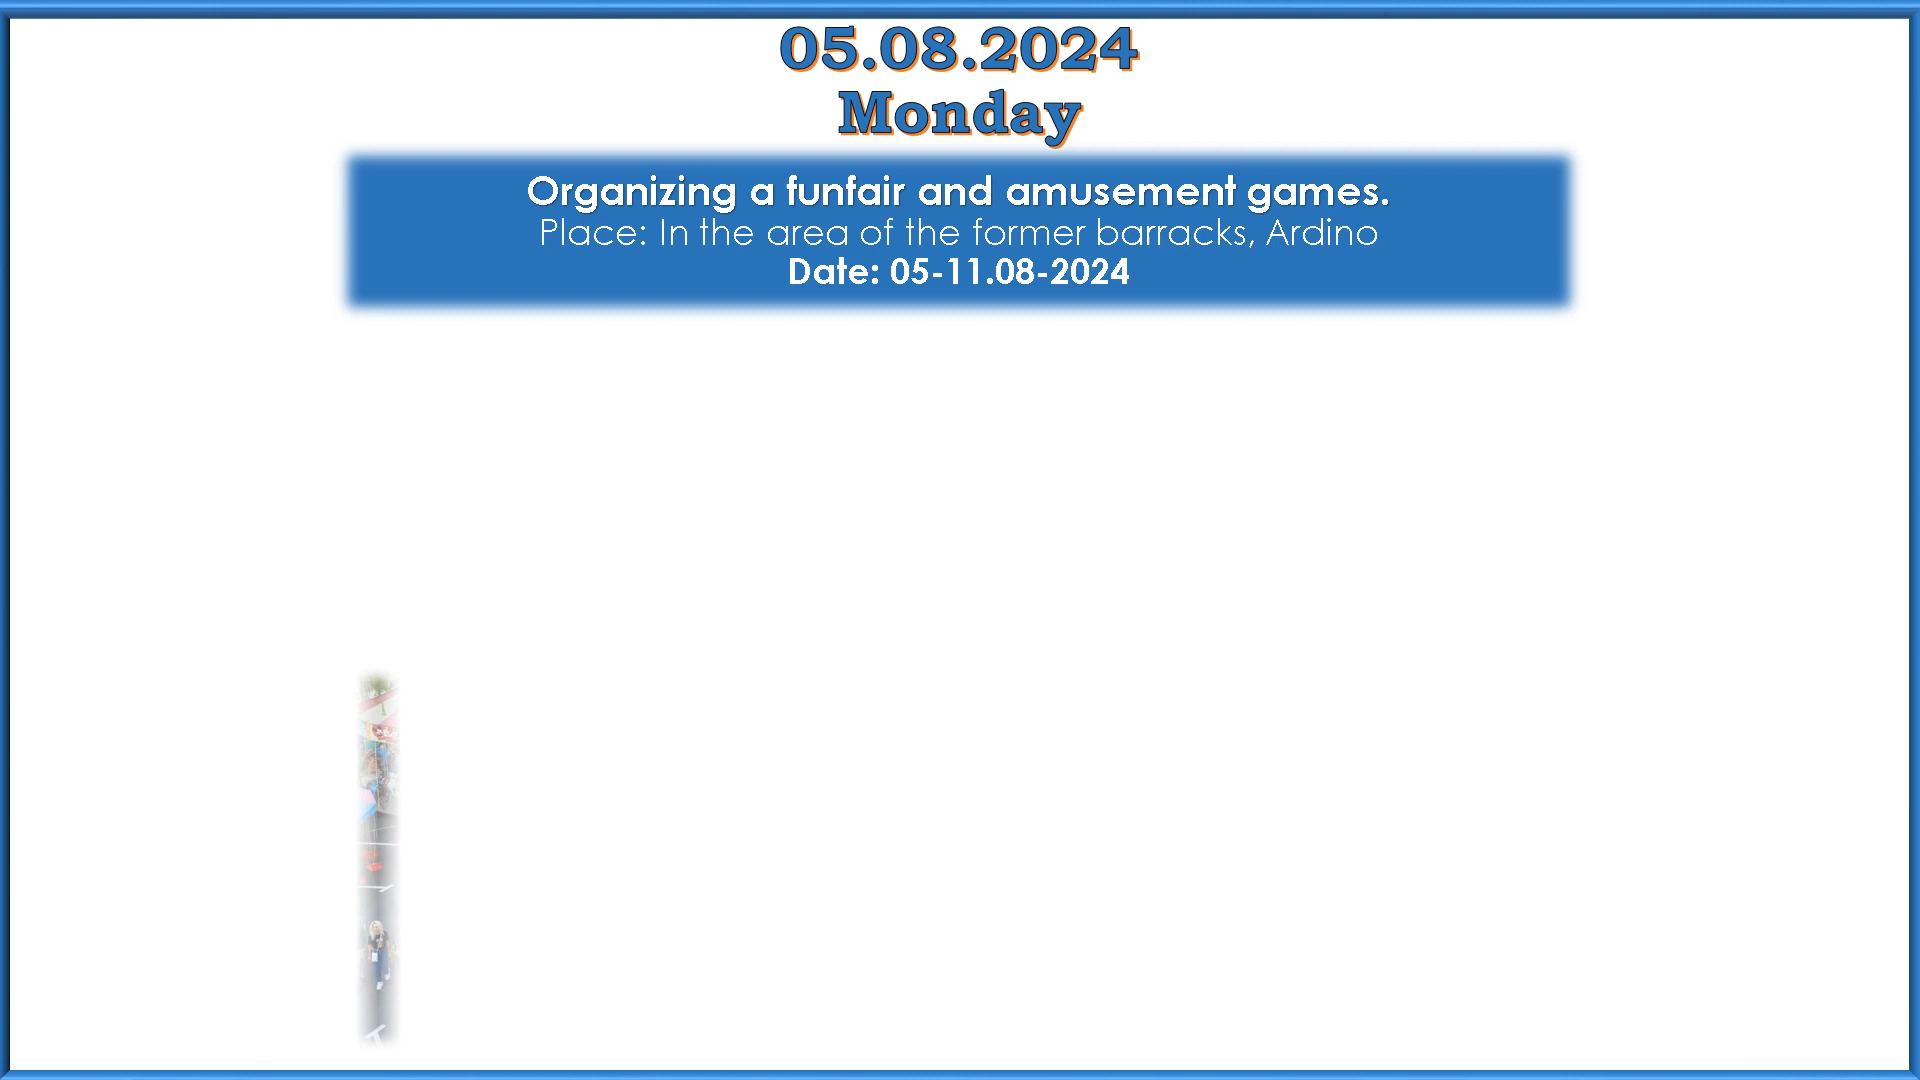 05.08.2024
Monday
Organizing a funfair and amusement games.
Place: In the area of the former barracks, Ardino
Date: 05-11.08-2024